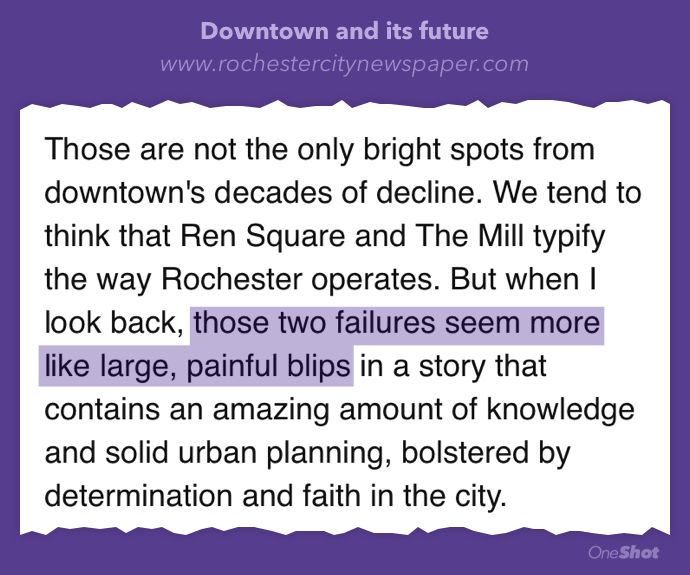 Downtown and its future
www.rochestercitynewspaper.com
Those are not the only bright spots from
downtown's decades of decline. We tend to
think that Ren Square and The Mill typify
the way Rochester operates. But when I
look back, those two failures seem more
like large, painful blips in a story that
contains an amazing amount of knowledge
and solid urban planning, bolstered by
determination and faith in the city.
OneShot